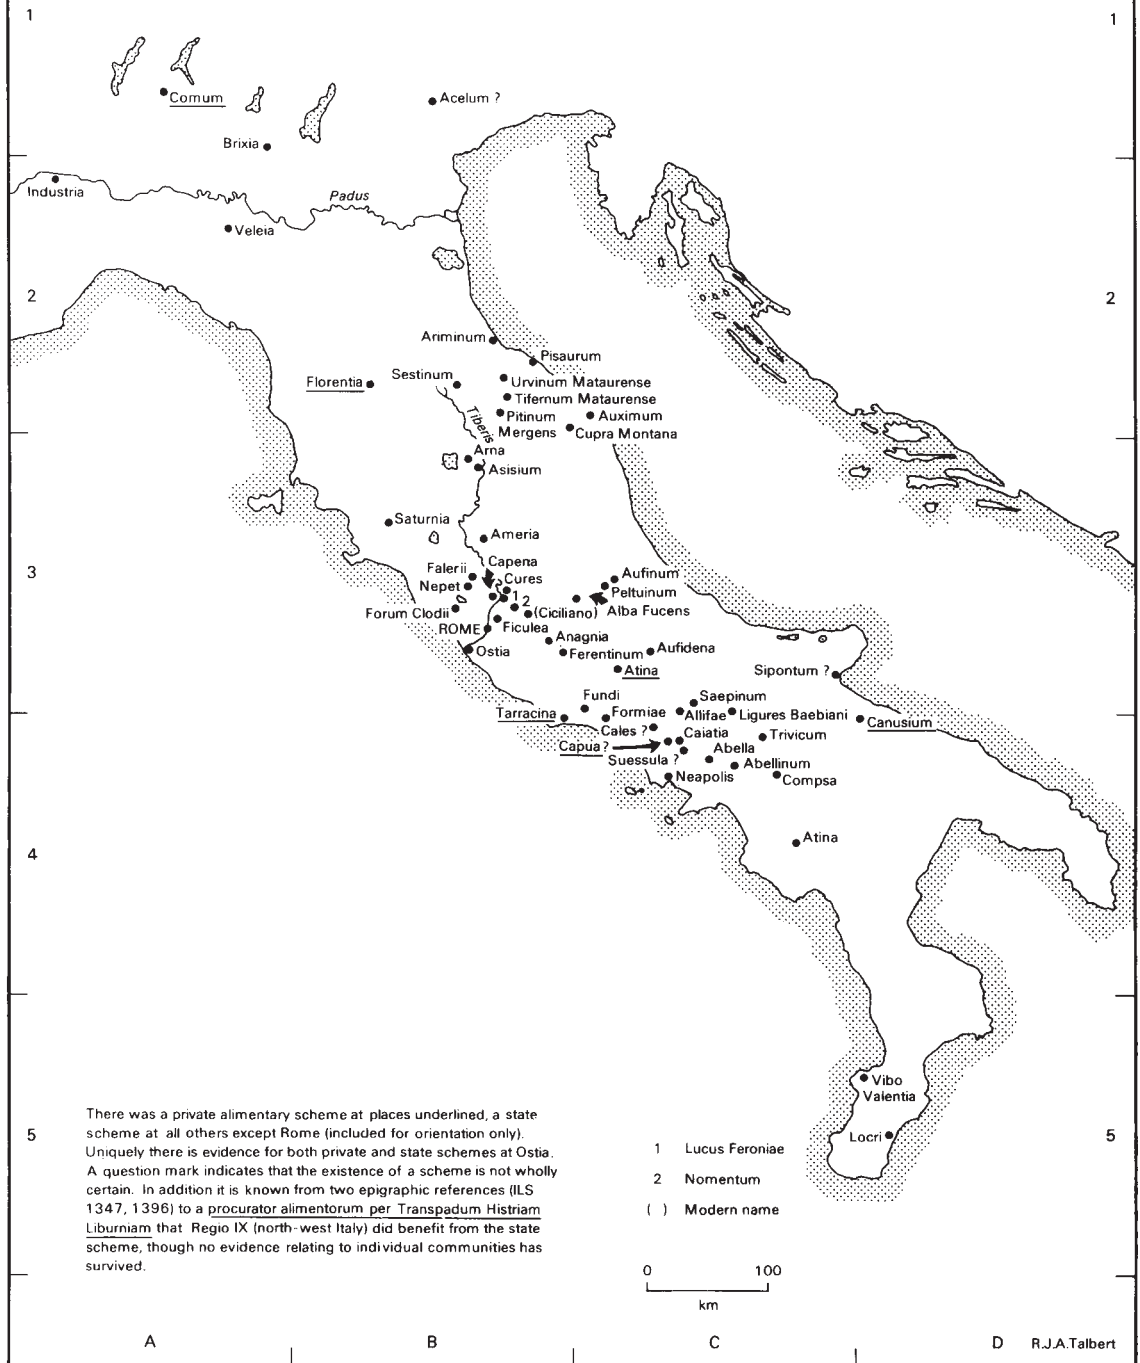 1
1
Comum
Acelum ?
Brixia
Industria
Padus
Veleia
2
2
Ariminum
Pisaurum
Florentia
Sestinum
Urvinum Mataurense
Tifernum Mataurense
Tiberis
Pitinum
Mergens
Auximum
Cupra Montana
Arna
Asisium
Saturnia
Ameria
3
3
Capena
Falerii
Cures
Nepet
1
2
Aufinum
Peltuinum
Forum Clodii
(Ciciliano)
Alba Fucens
ROME
Ficulea
Anagnia
Ostia
Ferentinum
Aufidena
Atina
Sipontum ?
Fundi
Saepinum
Tarracina
Formiae
Allifae
Ligures Baebiani
Canusium
Cales ?
Caiatia
Trivicum
Capua ?
Suessula ?
Abella
Abellinum
Neapolis
Compsa
4
4
Atina
Vibo
Valentia
Locri
5
5
There was a private alimentary scheme at places underlined, a state
scheme at all others except Rome (included for orientation only).
Uniquely there is evidence for both private and state schemes at Ostia.
A question mark indicates that the existence of a scheme is not wholly
certain. In addition it is known from two epigraphic references (ILS
1347, 1396) to a procurator alimentorum per Transpadum Histriam
Liburniam that Regio IX (north-west Italy) did benefit from the state
scheme, though no evidence relating to individual communities has
survived.
1 Lucus Feroniae
2 Nomentum
( ) Modern name
0 100
km
A B C D
R.J.A.Talbert